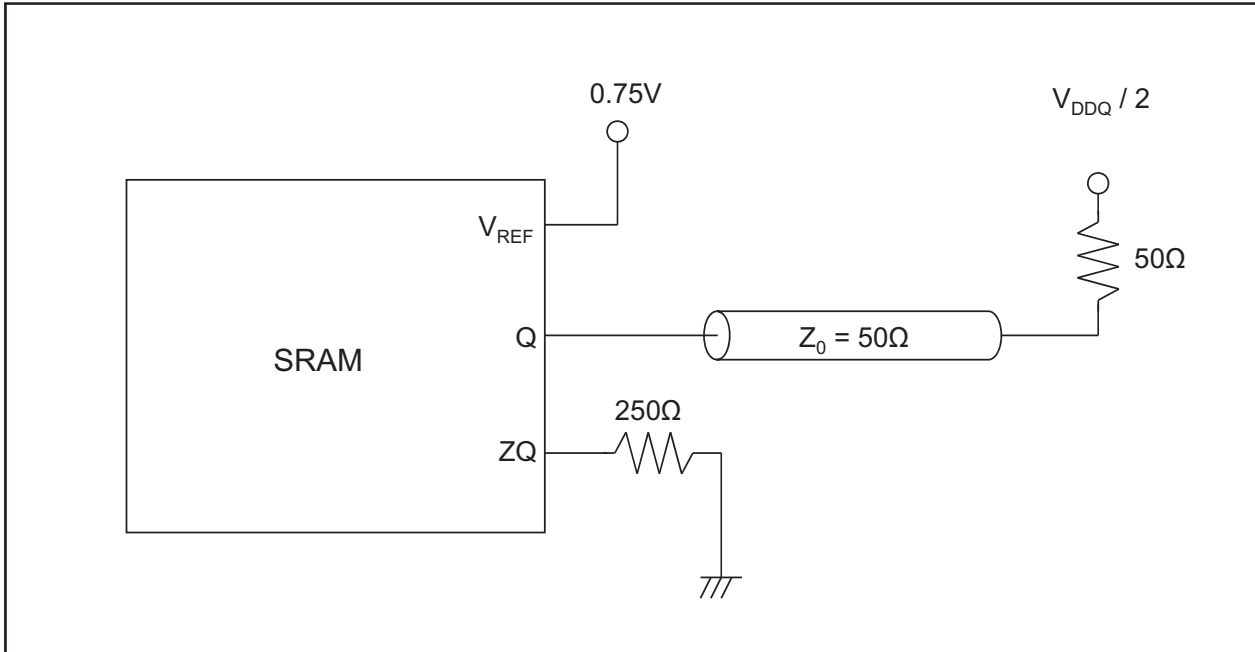 0.75V
V_DDQ / 2
V_REF
50Ω
Q
Z_0 = 50Ω
SRAM
250Ω
ZQ